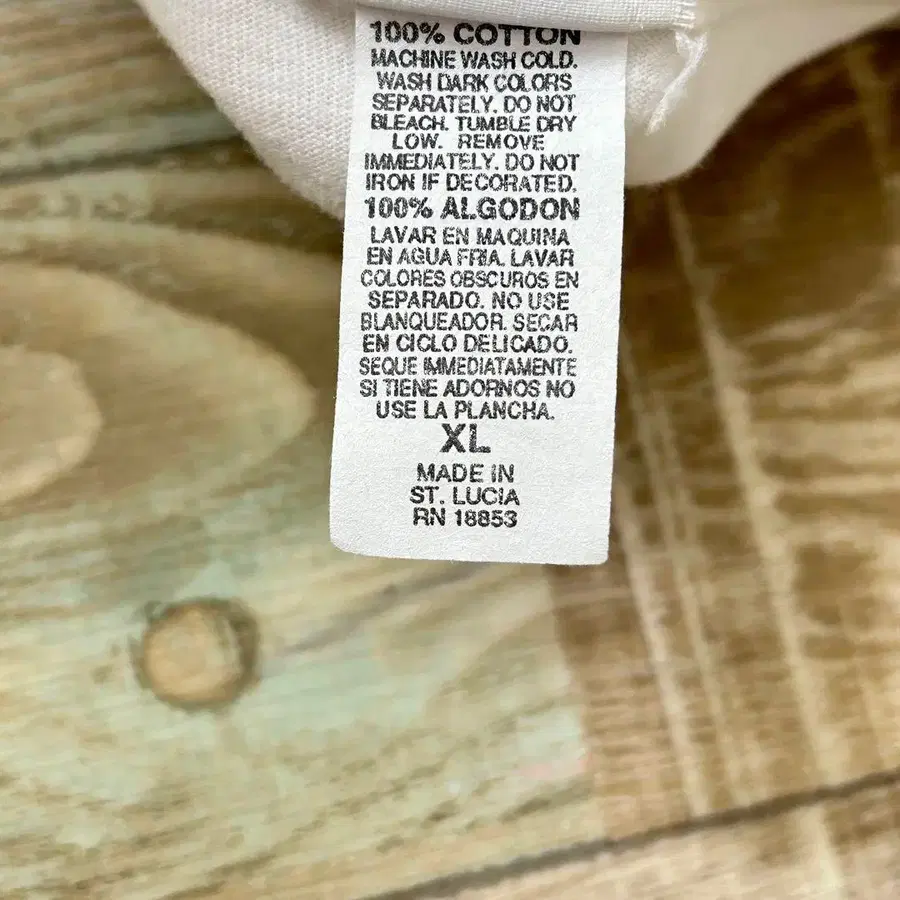 100% COTTON
MACHINE WASH COLD.
WASH DARK COLORS
SEPARATELY. DO NOT
BLEACH. TUMBLE DRY
LOW. REMOVE
IMMEDIATELY. DO NOT
IRON IF DECORATED.
100% ALGODON
LAVAR EN MAQUINA
EN AGUA FRIA. LAVAR
COLORES OBSCUROS EN
SEPARADO. NO USE
BLANQUEADOR. SECAR
EN CICLO DELICADO.
SEQUE IMMEDIATAMENTE
SI TIENE ADORNOS NO
USE LA PLANCHA.
XL
MADE IN
ST. LUCIA
RN 18853